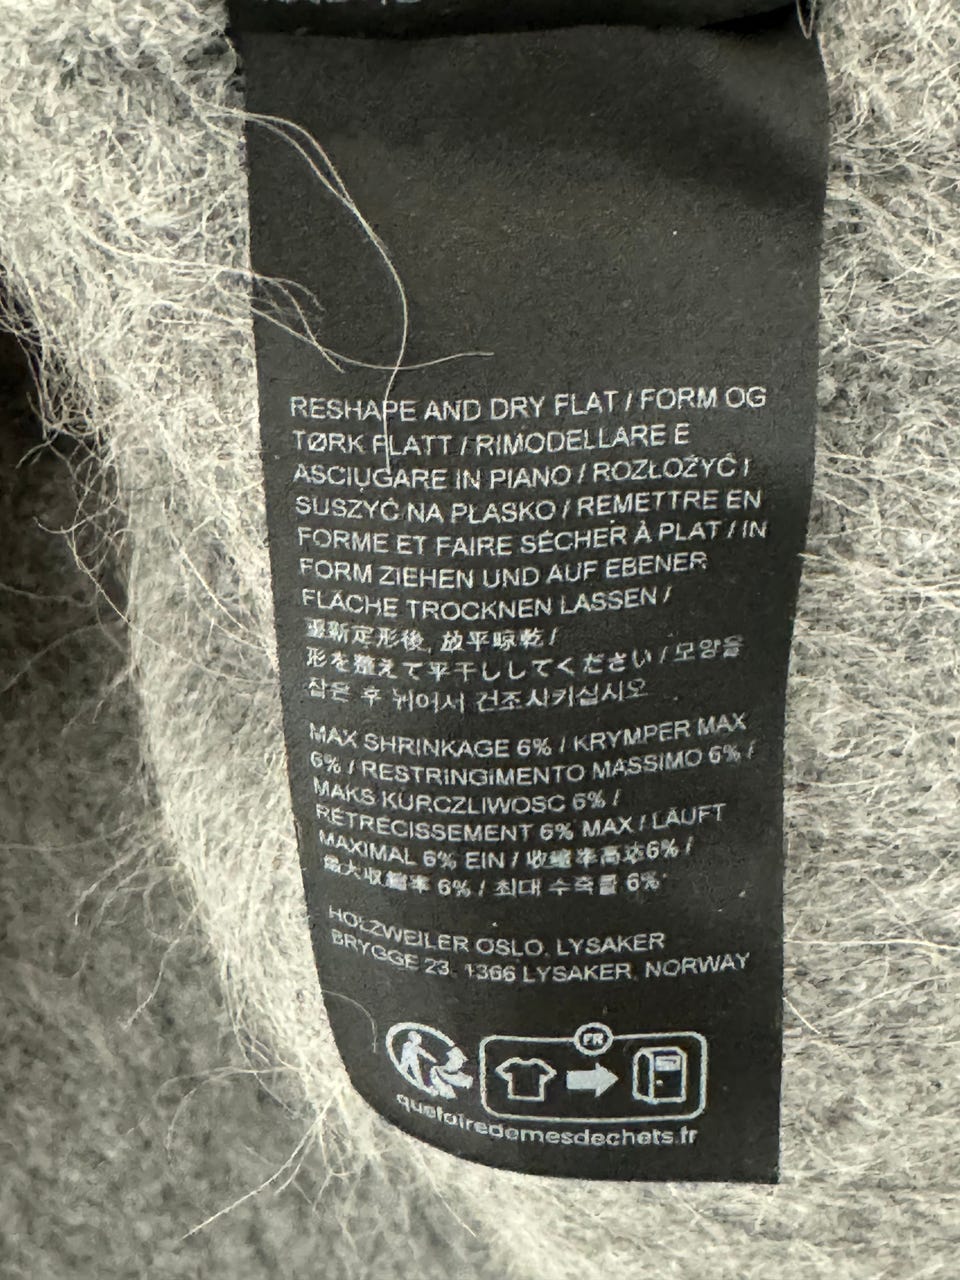 RESHAPE AND DRY FLAT / FORM OG
TØRK FLATT / RIMODELLARE E
ASCIUGARE IN PIANO / ROZŁOŻYĆ I
SUSZYĆ NA PŁASKO / REMETTRE EN
FORME ET FAIRE SÉCHER À PLAT / IN
FORM ZIEHEN UND AUF EBENER
FLÄCHE TROCKNEN LASSEN /
重新定形後, 放平晾乾 /
形を整えて平干ししてください / 모양을
잡은 후 뉘어서 건조시키십시오
MAX SHRINKAGE 6% / KRYMPER MAX
6% / RESTRINGIMENTO MASSIMO 6% /
MAKS KURCZLIWOŚĆ 6% /
RÉTRÉCISSEMENT 6% MAX / LÄUFT
MAXIMAL 6% EIN / 收縮率高达6% /
最大収縮率 6% / 최대 수축률 6%
HOLZWEILER OSLO, LYSAKER
BRYGGE 23, 1366 LYSAKER, NORWAY
FR
quefairedemesdechets.fr